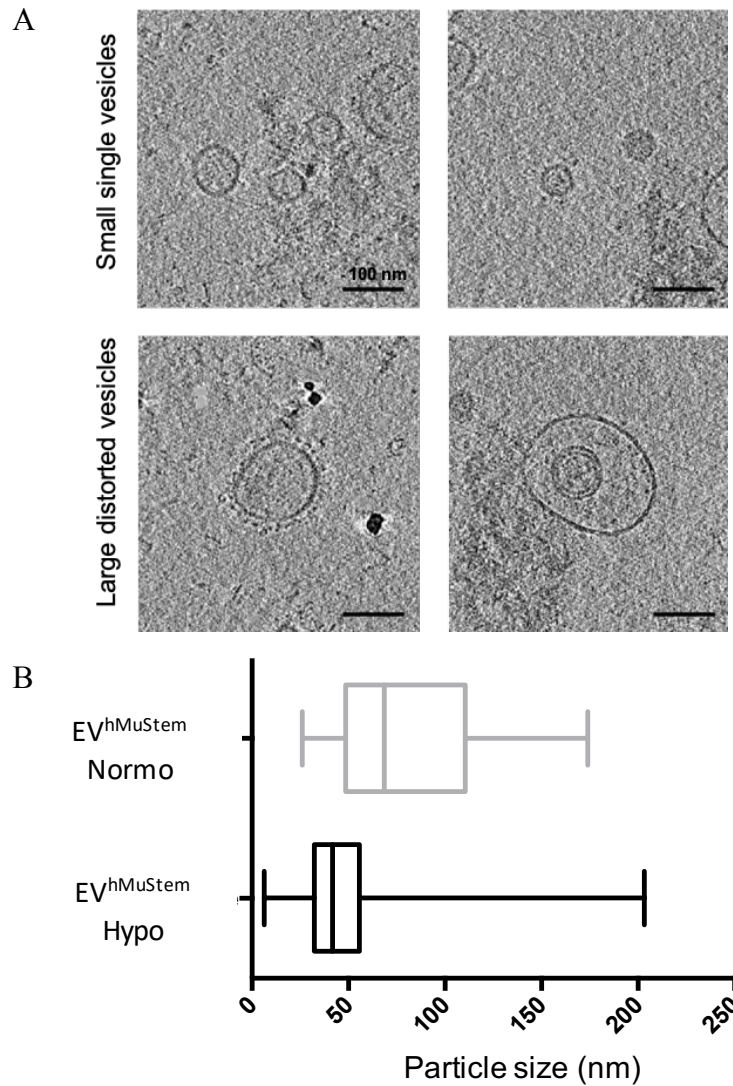 A
Small single vesicles
100 nm
Large distorted vesicles
B
EVhMuStem
Normo
EVhMuStem
Hypo
0
50
100
150
200
250
Particle size (nm)